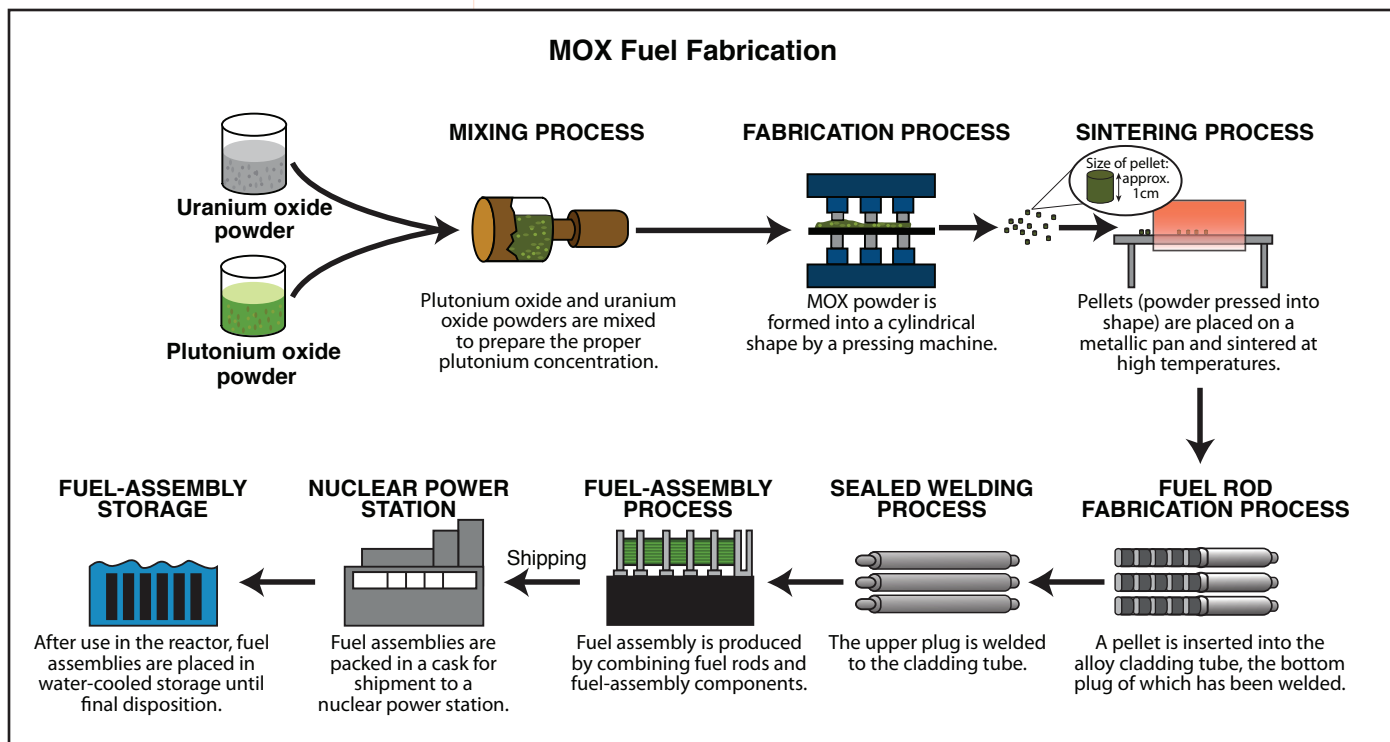 MOX Fuel Fabrication
Uranium oxide
powder
Plutonium oxide
powder
MIXING PROCESS
Plutonium oxide and uranium
oxide powders are mixed
to prepare the proper
plutonium concentration.
FABRICATION PROCESS
MOX powder is
formed into a cylindrical
shape by a pressing machine.
SINTERING PROCESS
Size of pellet:
approx.
1cm
Pellets (powder pressed into
shape) are placed on a
metallic pan and sintered at
high temperatures.
FUEL ROD
FABRICATION PROCESS
A pellet is inserted into the
alloy cladding tube, the bottom
plug of which has been welded.
SEALED WELDING
PROCESS
The upper plug is welded
to the cladding tube.
FUEL-ASSEMBLY
PROCESS
Fuel assembly is produced
by combining fuel rods and
fuel-assembly components.
Shipping
NUCLEAR POWER
STATION
Fuel assemblies are
packed in a cask for
shipment to a
nuclear power station.
FUEL-ASSEMBLY
STORAGE
After use in the reactor, fuel
assemblies are placed in
water-cooled storage until
final disposition.